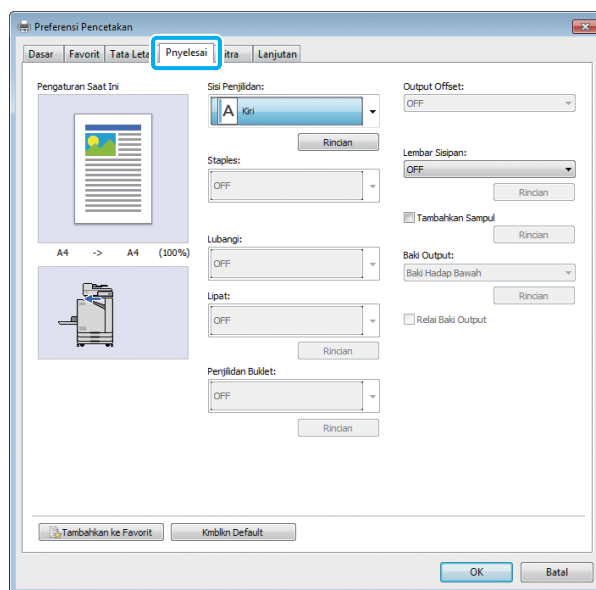 Preferensi Pencetakan
Dasar Favorit Tata Leta Pnyelesai itra Lanjutan
Pengaturan Saat Ini
A4 -> A4 (100%)
Sisi Penjilidan:
A Kiri
Rincian
Staples:
OFF
Lubangi:
OFF
Lipat:
OFF
Rincian
Penjilidan Buklet:
OFF
Rincian
Output Offset:
OFF
Lembar Sisipan:
OFF
Rincian
Tambahkan Sampul
Rincian
Baki Output:
Baki Hadap Bawah
Rincian
Relai Baki Output
Tambahkan ke Favorit Kmblkn Default
OK Batal